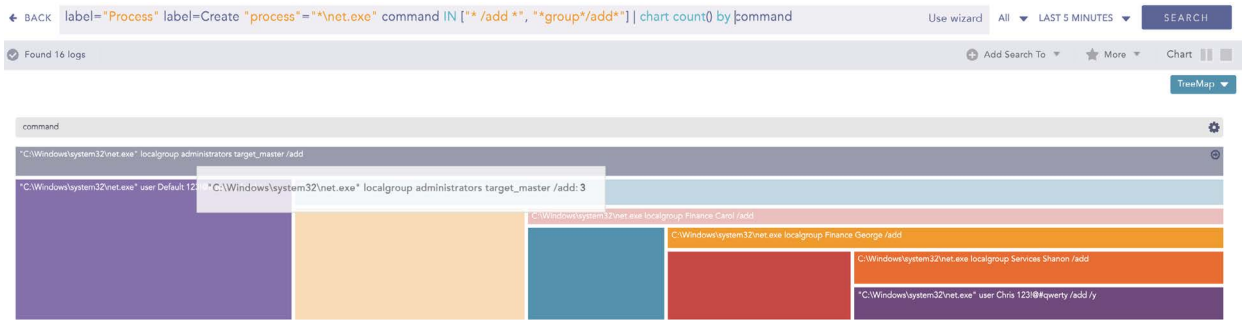 BACK
label="Process" label=Create "process"="*\net.exe" command IN ["* /add *", "*group*/add*"] | chart count() by command
Use wizard
All
LAST 5 MINUTES
SEARCH
Found 16 logs
Add Search To
More
Chart
TreeMap
command
"C:\Windows\system32\net.exe" localgroup administrators target_master /add
"C:\Windows\system32\net.exe" user Default 123!@
"C:\Windows\system32\net.exe" localgroup administrators target_master /add: 3
C:\Windows\system32\net.exe localgroup Finance Carol /add
C:\Windows\system32\net.exe localgroup Finance George /add
C:\Windows\system32\net.exe localgroup Services Shanon /add
"C:\Windows\system32\net.exe" user Chris 123!@#qwerty /add /y